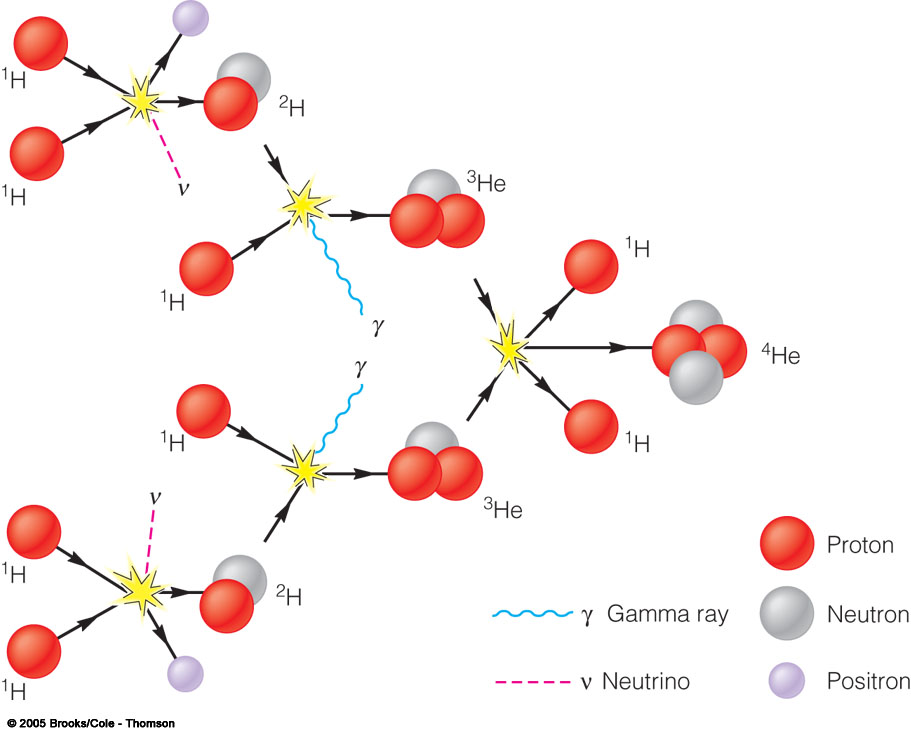 ¹H
²H
¹H
ν
³He
¹H
¹H
γ
⁴He
γ
¹H
¹H
³He
ν
¹H
²H
¹H
Proton
γ Gamma ray
Neutron
ν Neutrino
Positron
© 2005 Brooks/Cole - Thomson